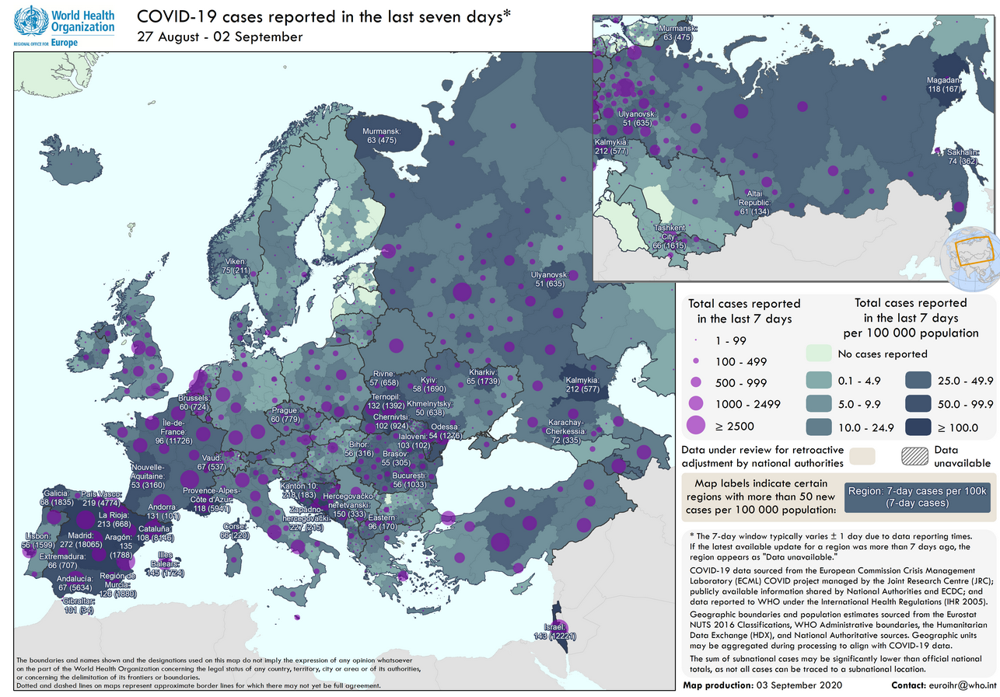 World Health
Organization
REGIONAL OFFICE FOR Europe
COVID-19 cases reported in the last seven days*
27 August - 02 September
Murmansk:
63 (475)
Viken:
75 (211)
Ulyanovsk:
51 (635)
Rivne:
57 (658)
Kyiv:
58 (1690)
Kharkiv:
65 (1739)
Kalmykia:
212 (577)
Brussels:
60 (724)
Ternopil:
132 (1392)
Khmelnytsky:
50 (638)
Prague:
60 (779)
Chernivtsi:
102 (924)
Odessa:
54 (1276)
Karachay-
Cherkessia:
72 (335)
Île-de-
France:
96 (11726)
Ialoveni:
103 (102)
Bihor:
56 (316)
Brasov:
55 (305)
Vaud:
67 (537)
Nouvelle-
Aquitaine:
53 (3160)
Bucuresti:
56 (1033)
Kanton 10:
218 (183)
Provence-Alpes-
Côte d'Azur:
118 (5941)
Hercegovačko-
neretvanski:
150 (333)
Galicia:
68 (1835)
País Vasco:
219 (4774)
Andorra:
131 (101)
Zapadno-
hercegovački:
227 (215)
Eastern:
96 (170)
La Rioja:
213 (668)
Cataluña:
108 (8146)
Corse:
66 (220)
Lisbon:
56 (1599)
Madrid:
272 (18065)
Aragón:
135
(1788)
Extremadura:
66 (707)
Illes
Balears:
145 (1724)
Andalucía:
67 (5634)
Región de
Murcia:
126 (1880)
Gibraltar:
101 (34)
Israel:
143 (12221)
The boundaries and names shown and the designations used on this map do not imply the expression of any opinion whatsoever
on the part of the World Health Organization concerning the legal status of any country, territory, city or area or of its authorities,
or concerning the delimitation of its frontiers or boundaries.
Dotted and dashed lines on maps represent approximate border lines for which there may not yet be full agreement.
Murmansk:
63 (475)
Magadan:
118 (167)
Ulyanovsk:
51 (635)
Kalmykia:
212 (577)
Sakhalin:
74 (362)
Altai
Republic:
61 (134)
Tashkent
City:
66 (1615)
Total cases reported
in the last 7 days
1 - 99
100 - 499
500 - 999
1000 - 2499
≥ 2500
Total cases reported
in the last 7 days
per 100 000 population
No cases reported
0.1 - 4.9
25.0 - 49.9
5.0 - 9.9
50.0 - 99.9
10.0 - 24.9
≥ 100.0
Data under review for retroactive
adjustment by national authorities
Data
unavailable
Map labels indicate certain
regions with more than 50 new
cases per 100 000 population:
Region: 7-day cases per 100k
(7-day cases)
* The 7-day window typically varies ± 1 day due to data reporting times.
If the latest available update for a region was more than 7 days ago, the
region appears as "Data unavailable."
COVID-19 data sourced from the European Commission Crisis Management
Laboratory (ECML) COVID project managed by the Joint Research Centre (JRC);
publicly available information shared by National Authorities and ECDC; and
data reported to WHO under the International Health Regulations (IHR 2005).
Geographic boundaries and population estimates sourced from the Eurostat
NUTS 2016 Classifications, WHO Administrative boundaries, the Humanitarian
Data Exchange (HDX), and National Authoritative sources. Geographic units
may be aggregated during processing to align with COVID-19 data.
The sum of subnational cases may be significantly lower than official national
totals, as not all cases can be traced to a subnational location.
Map production: 03 September 2020
Contact: euroihr@who.int